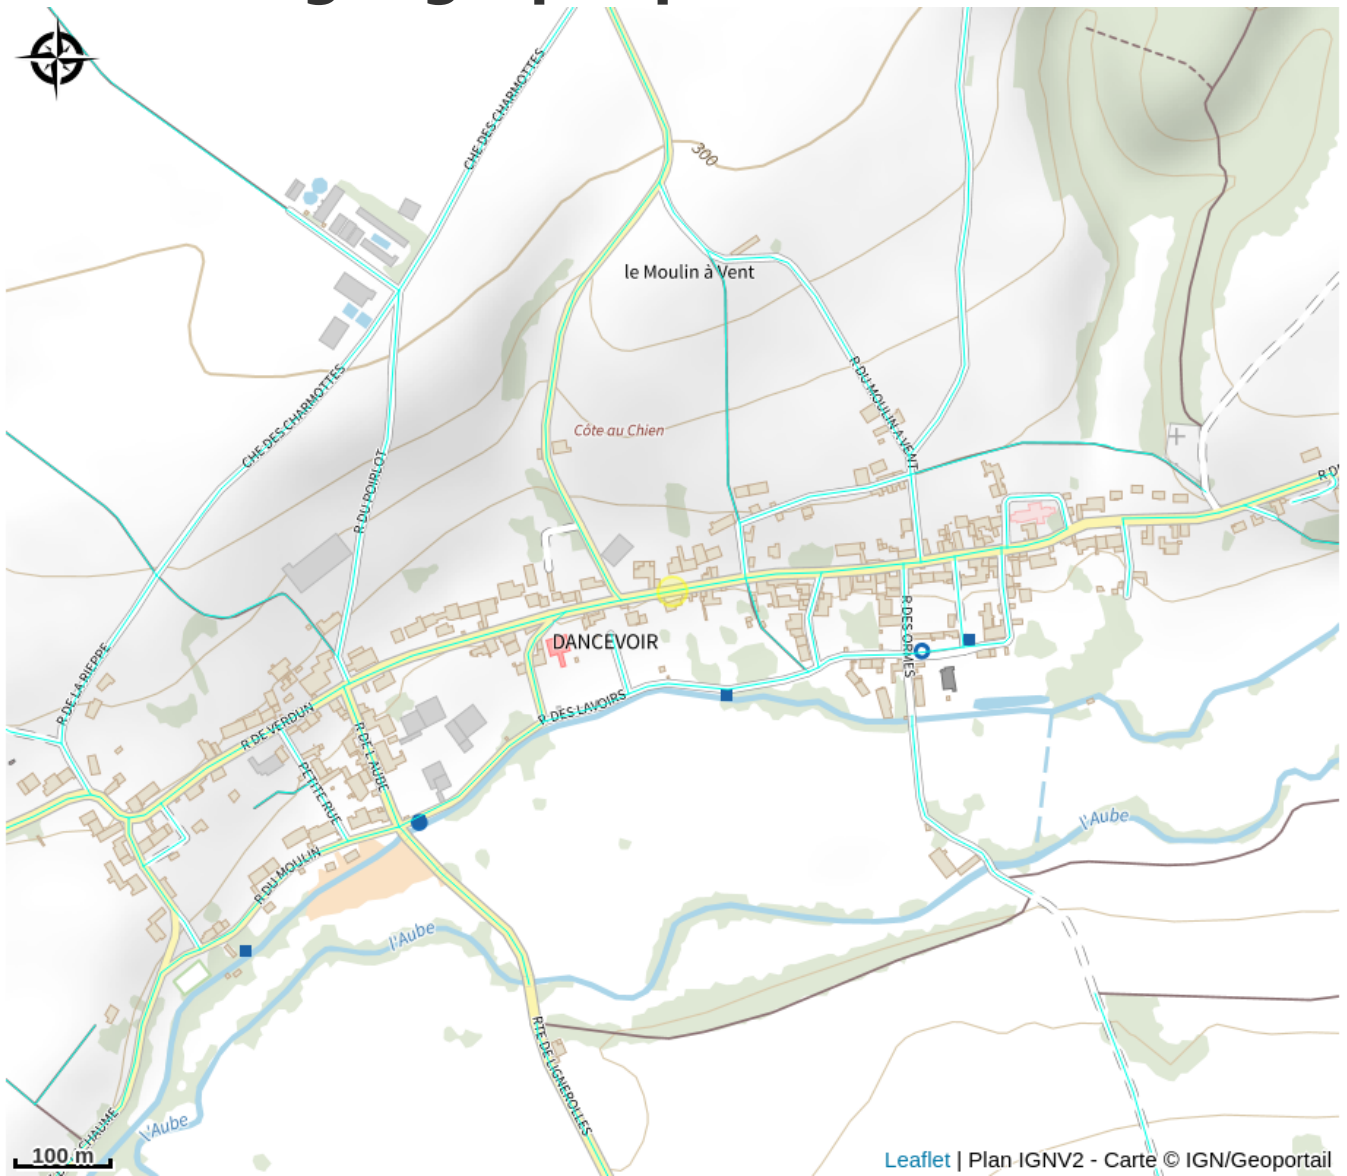 CHE DES CHARMOTTES
300
le Moulin à Vent
R DU MOULIN A VENT
CHE DES CHARMOTTES
Côte au Chien
R DU POIRLOT
DANCEVOIR
R DES ORMES
R DE LA RIEPPE
R DE VERDUN
R DES LAVOIRS
R DE L'AUBE
PETITE RUE
R DU MOULIN
l'Aube
l'Aube
RTE DE LIGNEROLLES
l'Aube
CHAUME
100 m
Leaflet | Plan IGNV2 - Carte © IGN/Geoportail